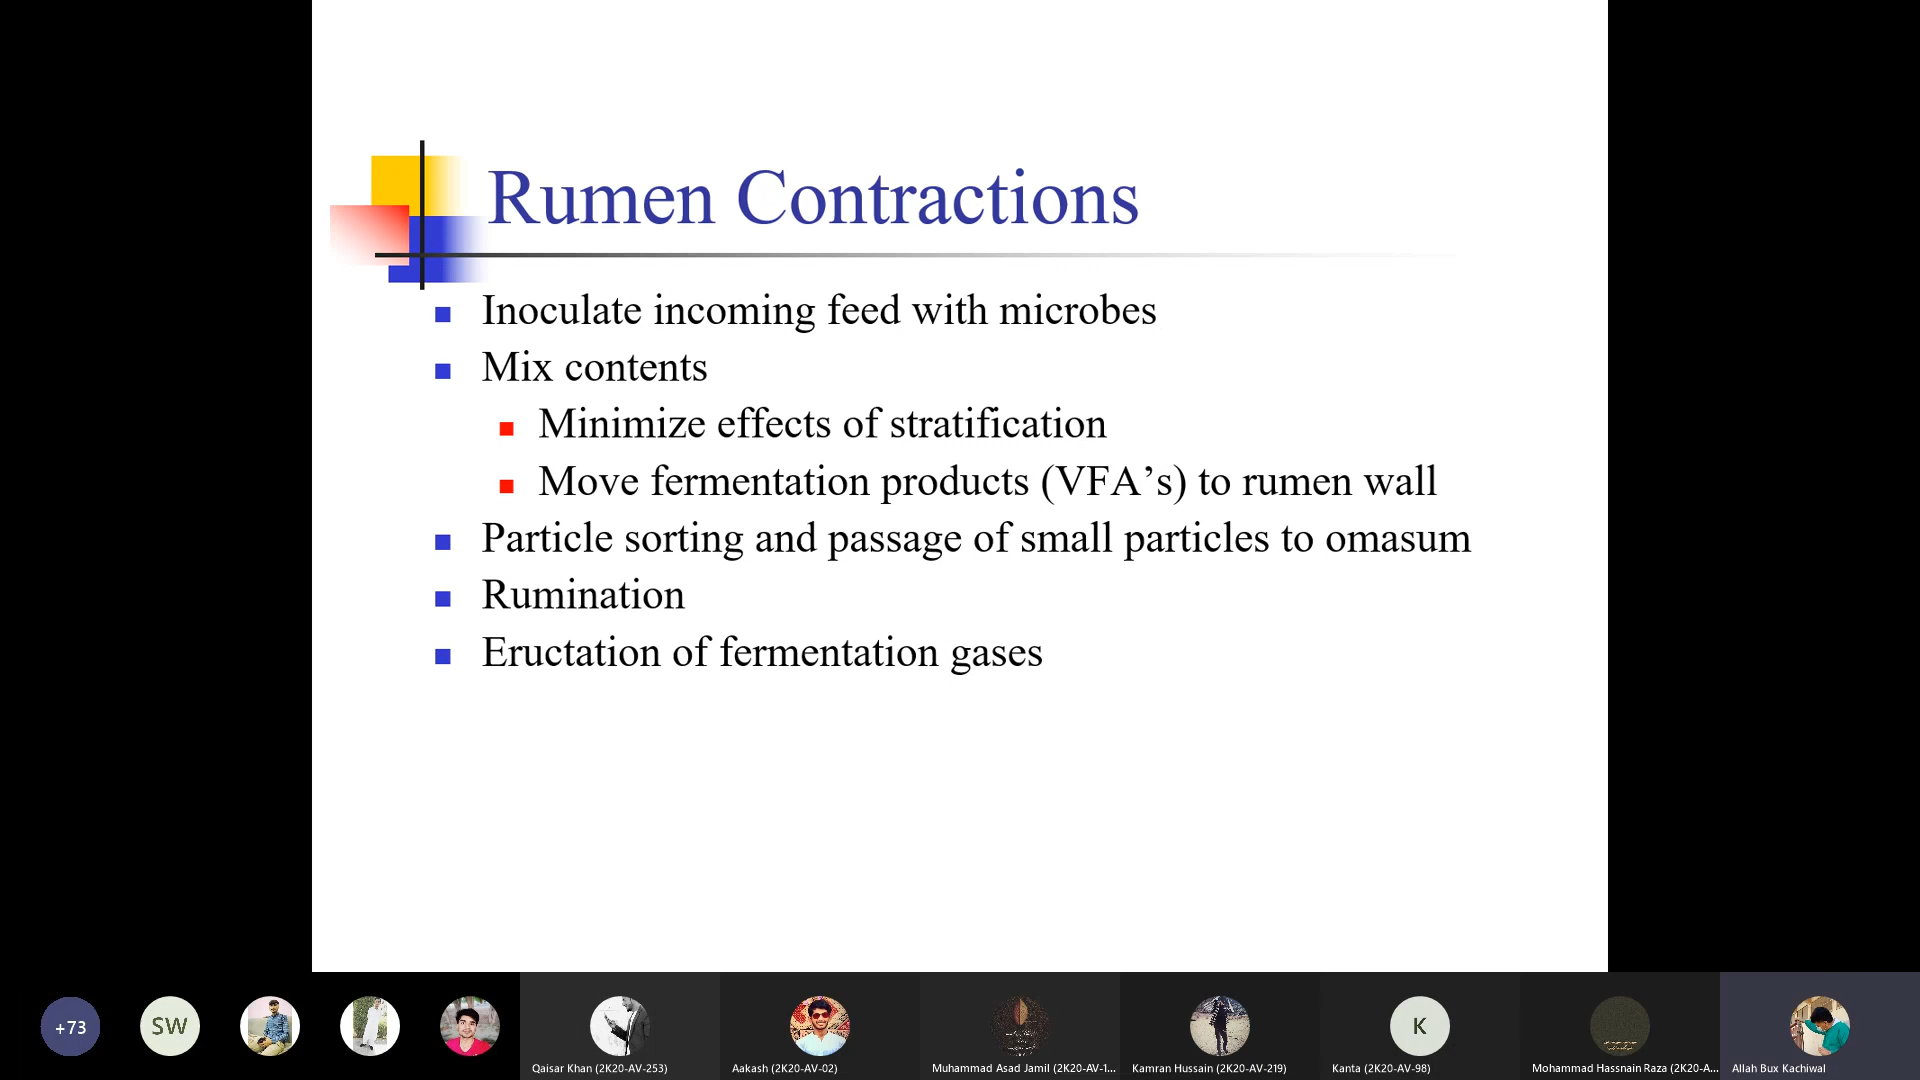 Rumen Contractions
Inoculate incoming feed with microbes
Mix contents
Minimize effects of stratification
Move fermentation products (VFA’s) to rumen wall
Particle sorting and passage of small particles to omasum
Rumination
Eructation of fermentation gases
+73
SW
K
Qaisar Khan (2K20-AV-253)
Aakash (2K20-AV-02)
Muhammad Asad Jamil (2K20-AV-1...
Kamran Hussain (2K20-AV-219)
Kanta (2K20-AV-98)
Mohammad Hassnain Raza (2K20-A...
Allah Bux Kachiwal